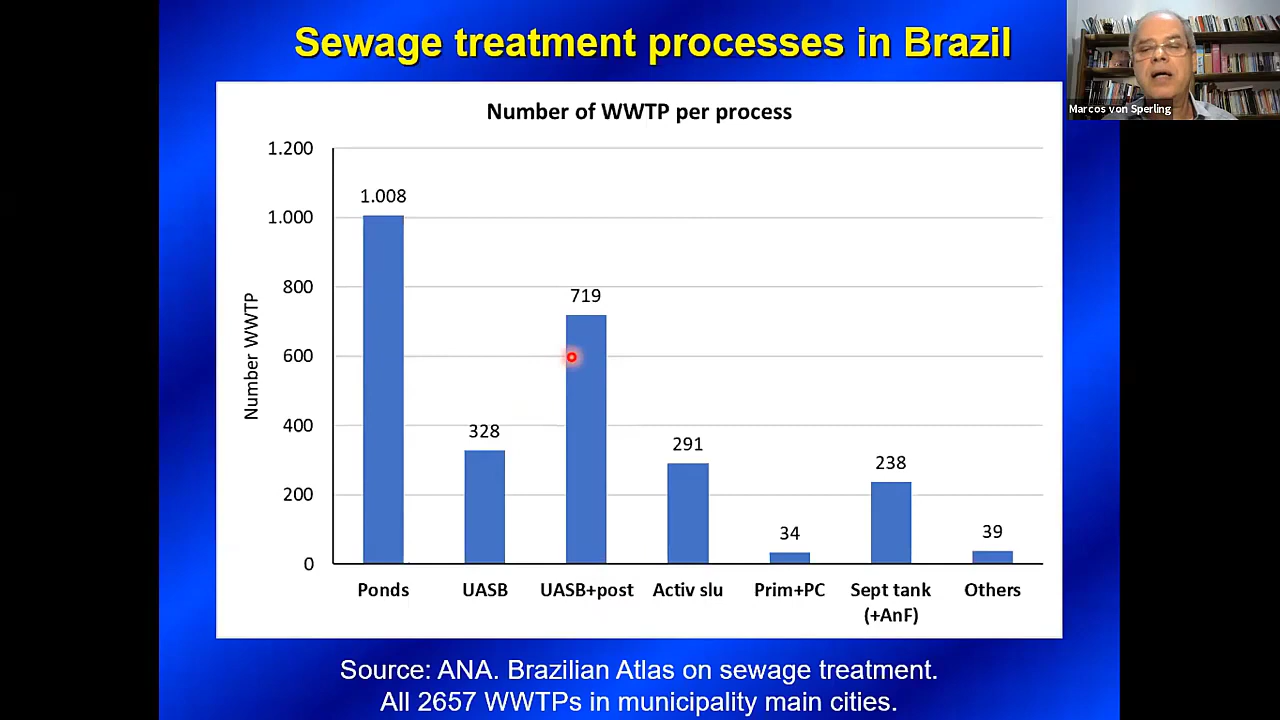 Sewage treatment processes in Brazil
Marcos von Sperling
Number of WWTP per process
Number WWTP
1.200
1.000
800
600
400
200
0
1.008
328
719
291
34
238
39
Ponds
UASB
UASB+post
Activ slu
Prim+PC
Sept tank
(+AnF)
Others
Source: ANA. Brazilian Atlas on sewage treatment.
All 2657 WWTPs in municipality main cities.